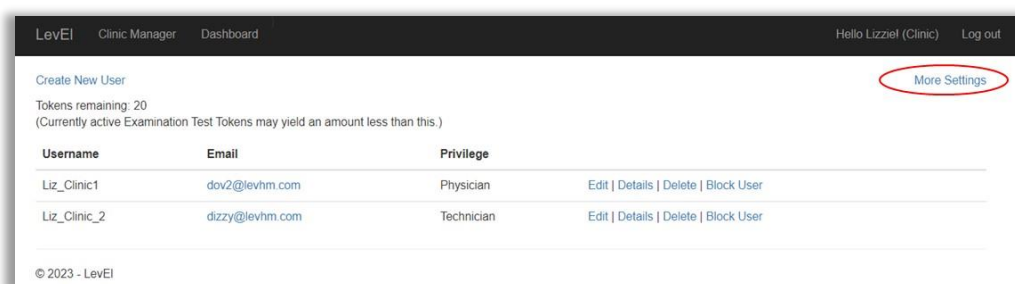 LevEl Clinic Manager Dashboard Hello Lizzie! (Clinic) Log out
Create New User More Settings
Tokens remaining: 20
(Currently active Examination Test Tokens may yield an amount less than this.)
Username Email Privilege
Liz_Clinic1 dov2@levhm.com Physician Edit | Details | Delete | Block User
Liz_Clinic_2 dizzy@levhm.com Technician Edit | Details | Delete | Block User
© 2023 - LevEl